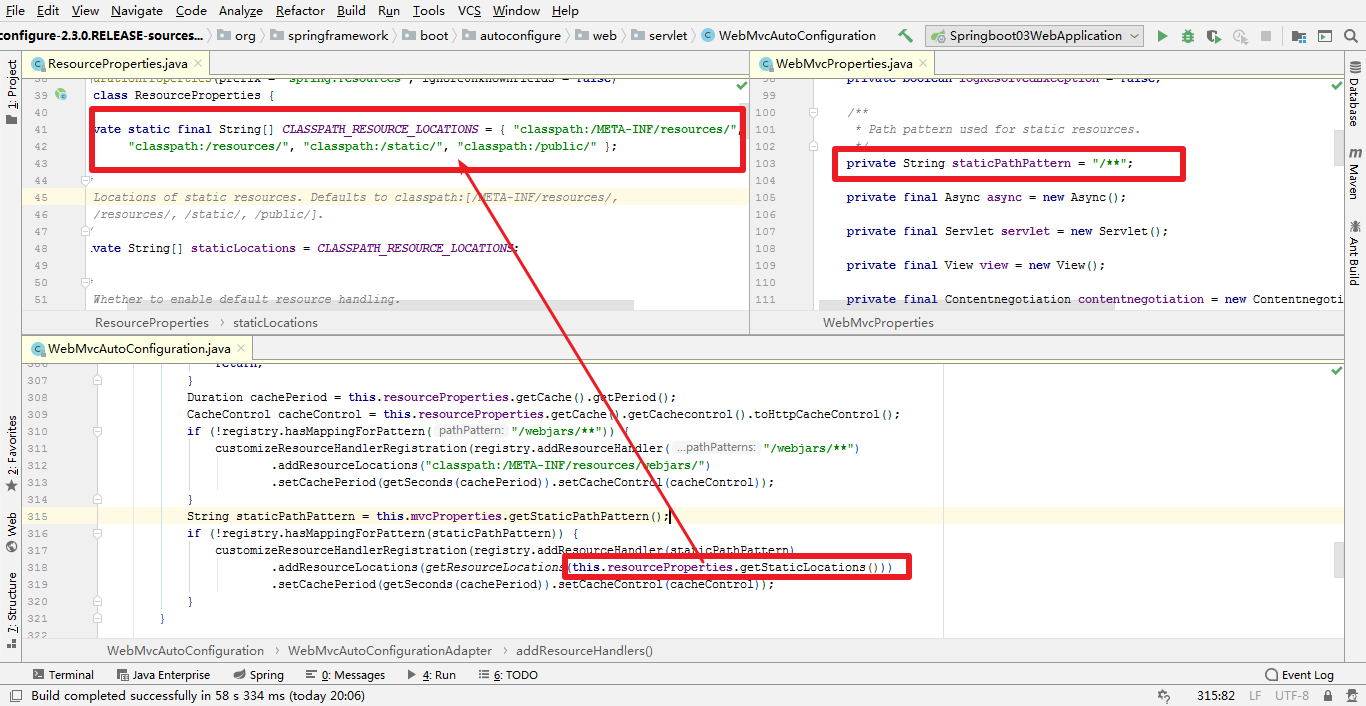 File Edit View Navigate Code Analyze Refactor Build Run Tools VCS Window Help
configure-2.3.0.RELEASE-sources... org springframework boot autoconfigure web servlet WebMvcAutoConfiguration Springboot03WebApplication
1: Project
2: Favorites
Web
7: Structure
ResourceProperties.java
39 class ResourceProperties {
40
41 vate static final String[] CLASSPATH_RESOURCE_LOCATIONS = { "classpath:/META-INF/resources/",
42 "classpath:/resources/", "classpath:/static/", "classpath:/public/" };
43
44
45 Locations of static resources. Defaults to classpath:[/META-INF/resources/,
46 /resources/, /static/, /public/].
47 /
48 vate String[] staticLocations = CLASSPATH_RESOURCE_LOCATIONS;
49
50
51 Whether to enable default resource handling.
ResourceProperties staticLocations
WebMvcProperties.java
private boolean logResolvedException = false;
99
100 /**
101 * Path pattern used for static resources.
102 */
103 private String staticPathPattern = "/**";
104
105 private final Async async = new Async();
106
107 private final Servlet servlet = new Servlet();
108
109 private final View view = new View();
110
111 private final Contentnegotiation contentnegotiation = new Contentnegoti
WebMvcProperties
Database
Maven
Ant Build
WebMvcAutoConfiguration.java
306 return;
307 }
308 Duration cachePeriod = this.resourceProperties.getCache().getPeriod();
309 CacheControl cacheControl = this.resourceProperties.getCache().getCachecontrol().toHttpCacheControl();
310 if (!registry.hasMappingForPattern( pathPattern: "/webjars/**")) {
311 customizeResourceHandlerRegistration(registry.addResourceHandler( ...pathPatterns: "/webjars/**")
312 .addResourceLocations("classpath:/META-INF/resources/webjars/")
313 .setCachePeriod(getSeconds(cachePeriod)).setCacheControl(cacheControl));
314 }
315 String staticPathPattern = this.mvcProperties.getStaticPathPattern();
316 if (!registry.hasMappingForPattern(staticPathPattern)) {
317 customizeResourceHandlerRegistration(registry.addResourceHandler(staticPathPattern)
318 .addResourceLocations(getResourceLocations(this.resourceProperties.getStaticLocations()))
319 .setCachePeriod(getSeconds(cachePeriod)).setCacheControl(cacheControl));
320 }
321 }
322
WebMvcAutoConfiguration WebMvcAutoConfigurationAdapter addResourceHandlers()
Terminal Java Enterprise Spring 0: Messages 4: Run 6: TODO Event Log
Build completed successfully in 58 s 334 ms (today 20:06) 315:82 LF UTF-8